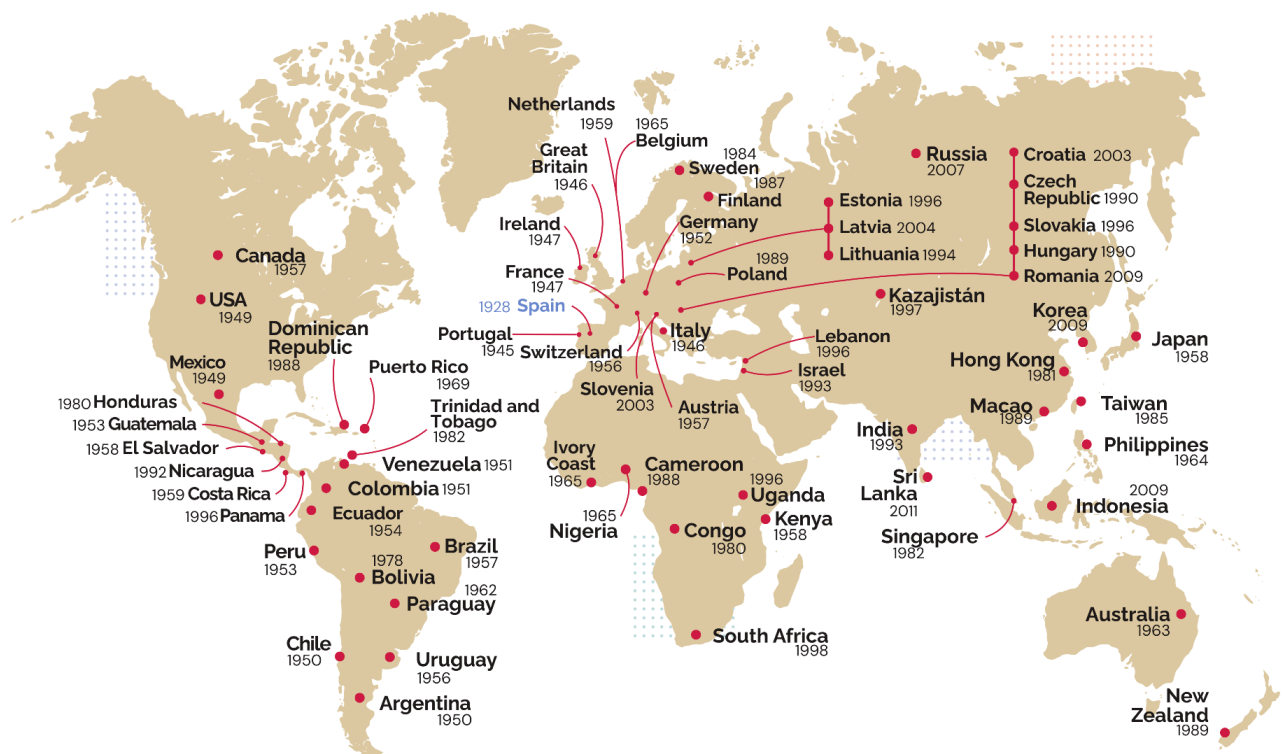 Netherlands
1959
1965
Belgium
Great
Britain
1946
1984
Sweden
1987
Finland
Germany
1952
Ireland
1947
France
1947
1928 Spain
Portugal
1945
Switzerland
1956
Italy
1946
Slovenia
2003
Austria
1957
1989
Poland
Estonia 1996
Latvia 2004
Lithuania 1994
Russia
2007
Croatia 2003
Czech
Republic 1990
Slovakia 1996
Hungary 1990
Romania 2009
Kazajistán
1997
Lebanon
1996
Israel
1993
Korea
2009
Japan
1958
Hong Kong
1981
Macao
1989
Taiwan
1985
India
1993
Philippines
1964
Sri
Lanka
2011
2009
Indonesia
Singapore
1982
Canada
1957
USA
1949
Dominican
Republic
1988
Mexico
1949
Puerto Rico
1969
1980 Honduras
1953 Guatemala
1958 El Salvador
1992 Nicaragua
1959 Costa Rica
1996 Panama
Trinidad and
Tobago
1982
Venezuela 1951
Colombia 1951
Ecuador
1954
Peru
1953
Brazil
1957
1978
Bolivia
1962
Paraguay
Chile
1950
Uruguay
1956
Argentina
1950
Ivory
Coast
1965
Cameroon
1988
1965
Nigeria
1996
Uganda
Kenya
1958
Congo
1980
South Africa
1998
Australia
1963
New
Zealand
1989